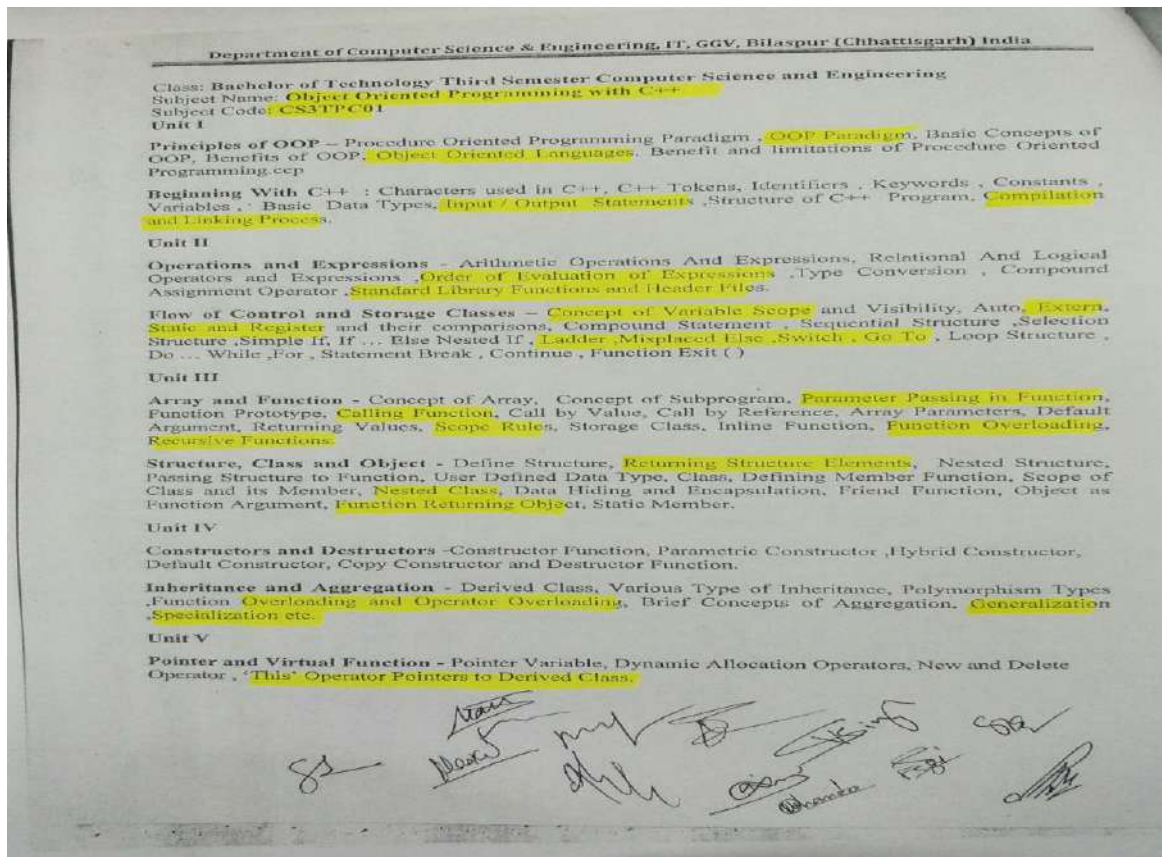 Department of Computer Science & Engineering, IT, GGV, Bilaspur (Chhattisgarh) India
Class: Bachelor of Technology Third Semester Computer Science and Engineering
Subject Name: Object Oriented Programming with C++
Subject Code: CS3TPC01
Unit I
Principles of OOP – Procedure Oriented Programming Paradigm , OOP Paradigm, Basic Concepts of
OOP, Benefits of OOP, Object Oriented Languages. Benefit and limitations of Procedure Oriented
Programming.ccp
Beginning With C++ : Characters used in C++, C++ Tokens, Identifiers , Keywords , Constants ,
Variables , Basic Data Types, Input / Output Statements ,Structure of C++ Program, Compilation
and Linking Process.
Unit II
Operations and Expressions - Arithmetic Operations And Expressions, Relational And Logical
Operators and Expressions ,Order of Evaluation of Expressions ,Type Conversion , Compound
Assignment Operator ,Standard Library Functions and Header Files.
Flow of Control and Storage Classes – Concept of Variable Scope and Visibility, Auto, Extern,
Static and Register and their comparisons, Compound Statement , Sequential Structure ,Selection
Structure ,Simple If, If ... Else Nested If , Ladder ,Misplaced Else ,Switch , Go To , Loop Structure ,
Do ... While ,For , Statement Break , Continue , Function Exit ( )
Unit III
Array and Function - Concept of Array, Concept of Subprogram, Parameter Passing in Function,
Function Prototype, Calling Function, Call by Value, Call by Reference, Array Parameters, Default
Argument, Returning Values, Scope Rules, Storage Class, Inline Function, Function Overloading,
Recursive Functions.
Structure, Class and Object - Define Structure, Returning Structure Elements, Nested Structure,
Passing Structure to Function, User Defined Data Type, Class, Defining Member Function, Scope of
Class and its Member, Nested Class, Data Hiding and Encapsulation, Friend Function, Object as
Function Argument, Function Returning Object, Static Member.
Unit IV
Constructors and Destructors -Constructor Function, Parametric Constructor ,Hybrid Constructor,
Default Constructor, Copy Constructor and Destructor Function.
Inheritance and Aggregation - Derived Class, Various Type of Inheritance, Polymorphism Types
,Function Overloading and Operator Overloading, Brief Concepts of Aggregation, Generalization
,Specialization etc.
Unit V
Pointer and Virtual Function - Pointer Variable, Dynamic Allocation Operators, New and Delete
Operator , 'This' Operator Pointers to Derived Class.